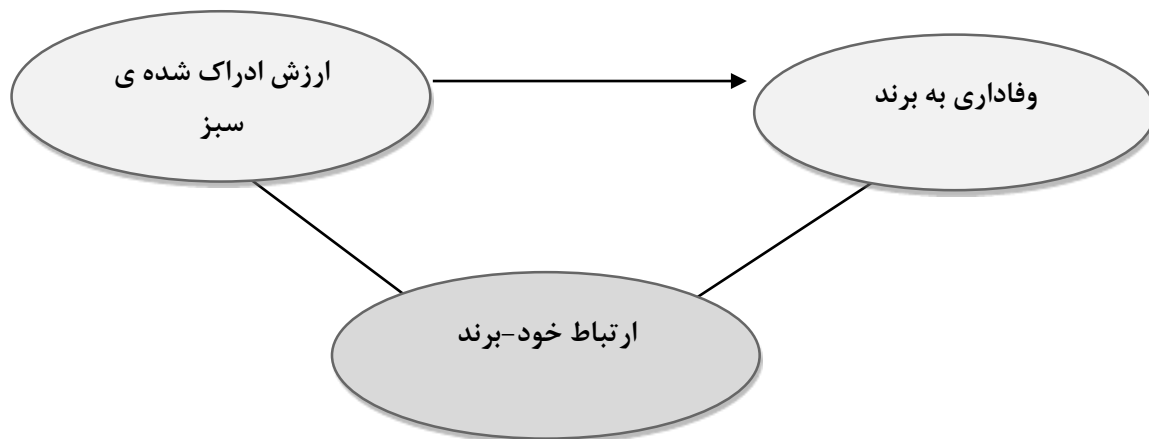 ارزش ادراک شده ی
سبز
وفاداری به برند
ارتباط خود-برند